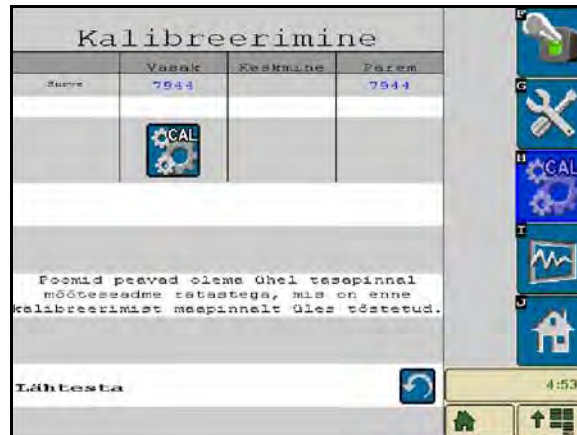 Kalibreerimine
Vasak Keskmine Parem
Surve 7944 7944
CAL
Poomid peavad olema ühel tasapinnal
mõõteseadme ratastega, mis on enne
kalibreerimist maapinnalt üles tõstetud.
Lähtesta
F
G
H
CAL
I
J
4:53